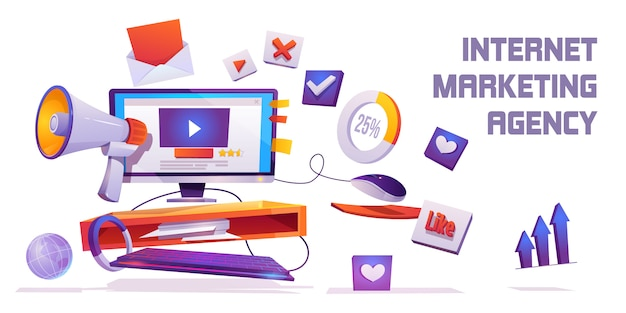 INTERNET
MARKETING
AGENCY
25%
Like